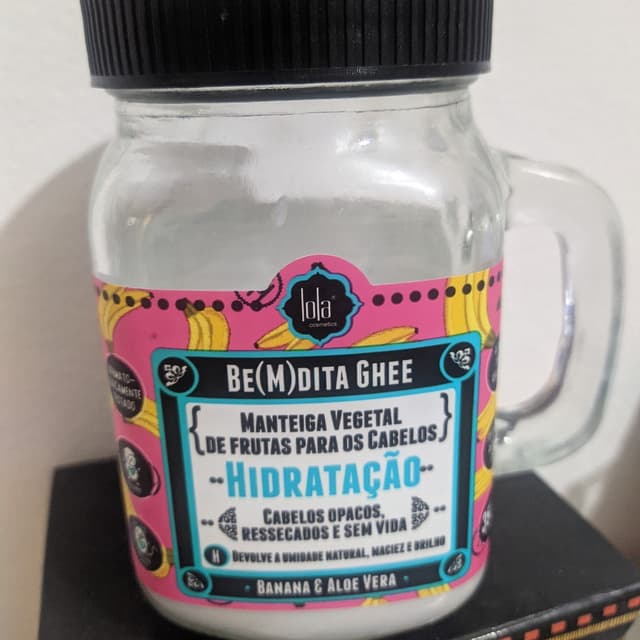 lola
cosmetics
BE(M)DITA GHEE
MANTEIGA VEGETAL
DE FRUTAS PARA OS CABELOS
HIDRATAÇÃO
CABELOS OPACOS,
RESSECADOS E SEM VIDA
H DEVOLVE A UMIDADE NATURAL, MACIEZ E BRILHO
BANANA & ALOE VERA